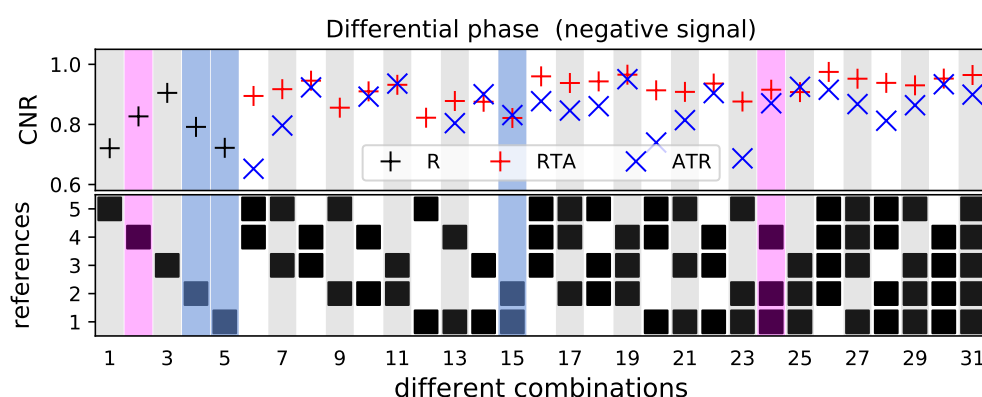 Differential phase (negative signal)
1.0
0.8
0.6
CNR
R RTA ATR
5
4
3
2
1
references
1 3 5 7 9 11 13 15 17 19 21 23 25 27 29 31
different combinations